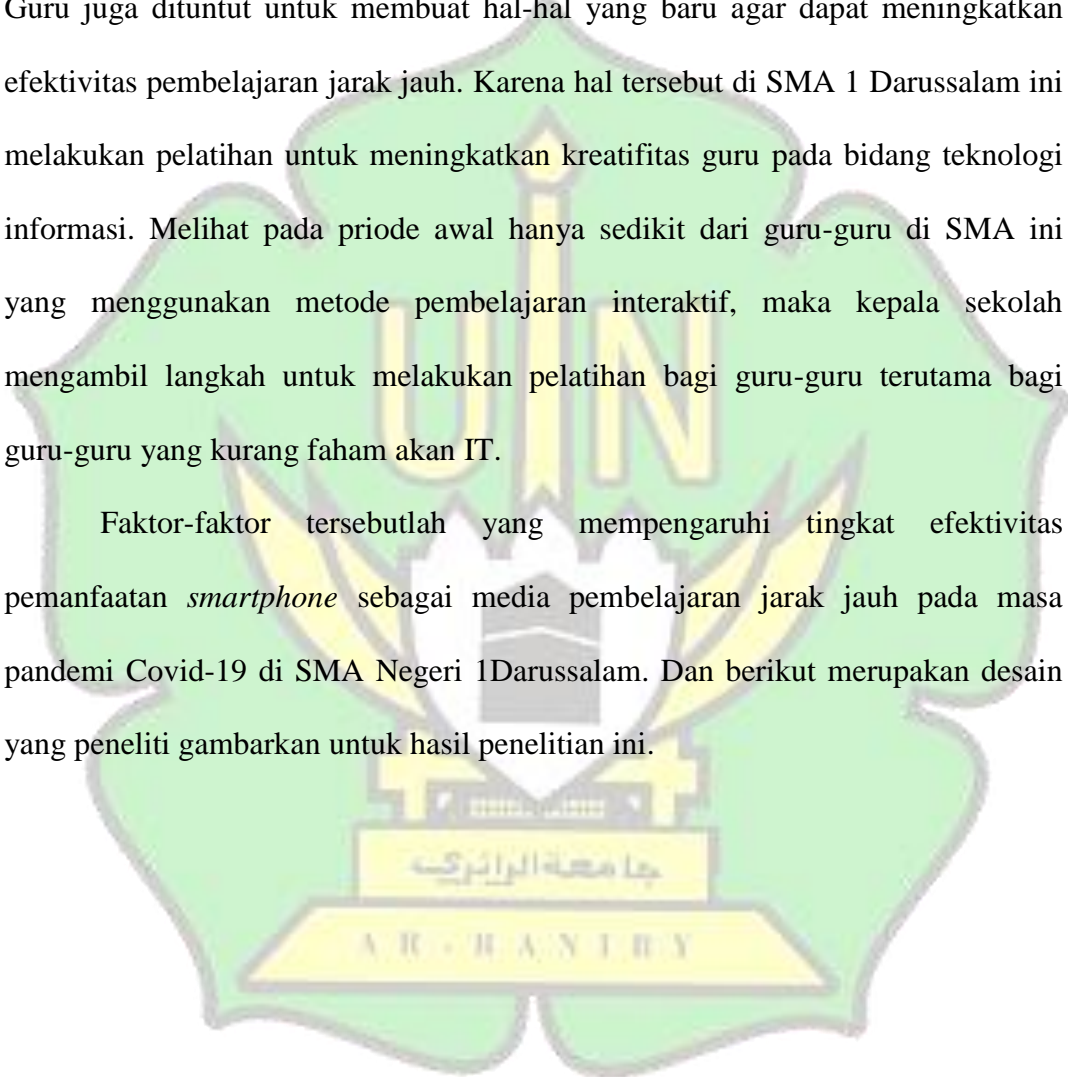 Guru juga dituntut untuk membuat hal-hal yang baru agar dapat meningkatkan
efektivitas pembelajaran jarak jauh. Karena hal tersebut di SMA 1 Darussalam ini
melakukan pelatihan untuk meningkatkan kreatifitas guru pada bidang teknologi
informasi. Melihat pada priode awal hanya sedikit dari guru-guru di SMA ini
yang menggunakan metode pembelajaran interaktif, maka kepala sekolah
mengambil langkah untuk melakukan pelatihan bagi guru-guru terutama bagi
guru-guru yang kurang faham akan IT.
Faktor-faktor tersebutlah yang mempengaruhi tingkat efektivitas
pemanfaatan smartphone sebagai media pembelajaran jarak jauh pada masa
pandemi Covid-19 di SMA Negeri 1Darussalam. Dan berikut merupakan desain
yang peneliti gambarkan untuk hasil penelitian ini.
UIN
جامعة الرانري
AR-RANIRY